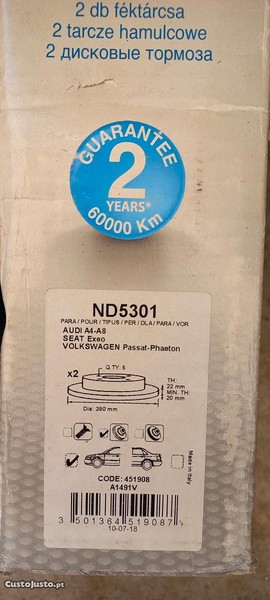 2 db féktárcsa
2 tarcze hamulcowe
2 дисковые тормоза
GUARANTEE
2
YEARS*
60000 Km
ND5301
PARA / POUR / TIPUS / PER / DLA / PARA / VOR
AUDI A4-A8
SEAT Exeo
VOLKSWAGEN Passat-Phaeton
Q.TY: 5
x2
TH:
22 mm
MIN. TH:
20 mm
Dia: 280 mm
Made in Italy
CODE: 451908
A1491V
3 501364 519087
10-07-18
CustoJusto.pt